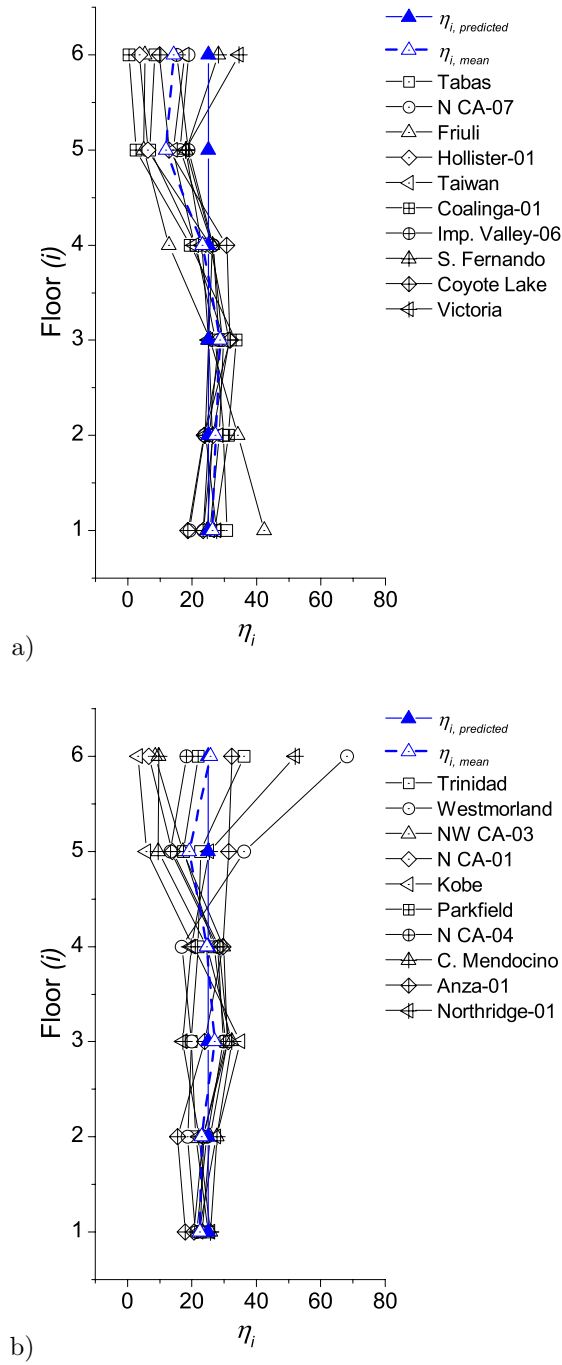 6
5
4
3
2
1
Floor (i)
0 20 40 60 80
ηi
ηi, predicted
ηi, mean
Tabas
N CA-07
Friuli
Hollister-01
Taiwan
Coalinga-01
Imp. Valley-06
S. Fernando
Coyote Lake
Victoria
a)
6
5
4
3
2
1
Floor (i)
0 20 40 60 80
ηi
ηi, predicted
ηi, mean
Trinidad
Westmorland
NW CA-03
N CA-01
Kobe
Parkfield
N CA-04
C. Mendocino
Anza-01
Northridge-01
b)